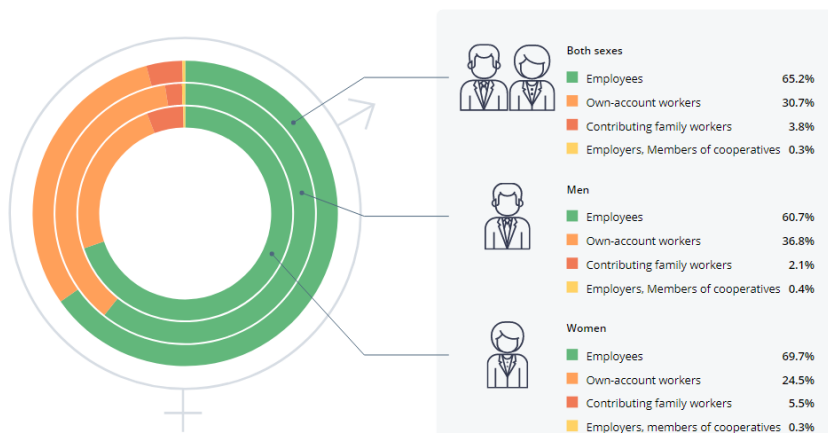 Both sexes
Employees 65.2%
Own-account workers 30.7%
Contributing family workers 3.8%
Employers, Members of cooperatives 0.3%
Men
Employees 60.7%
Own-account workers 36.8%
Contributing family workers 2.1%
Employers, Members of cooperatives 0.4%
Women
Employees 69.7%
Own-account workers 24.5%
Contributing family workers 5.5%
Employers, members of cooperatives 0.3%